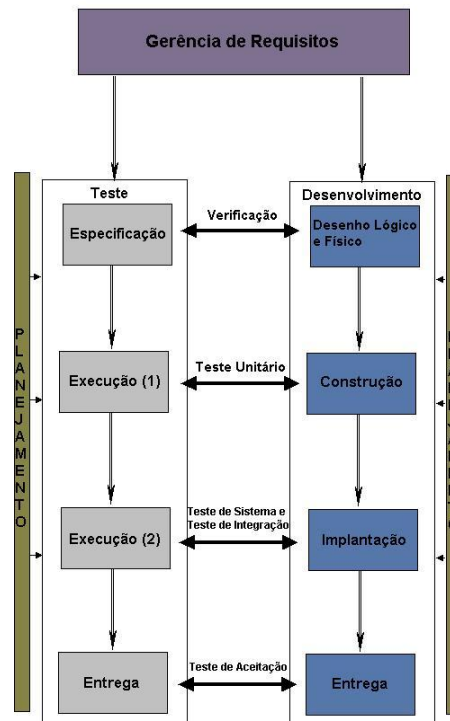 Gerência de Requisitos
Teste
Desenvolvimento
Especificação
Verificação
Desenho Lógico
e Físico
Execução (1)
Teste Unitário
Construção
Execução (2)
Teste de Sistema e
Teste de Integração
Implantação
Entrega
Teste de Aceitação
Entrega
PLANEJAMENTO